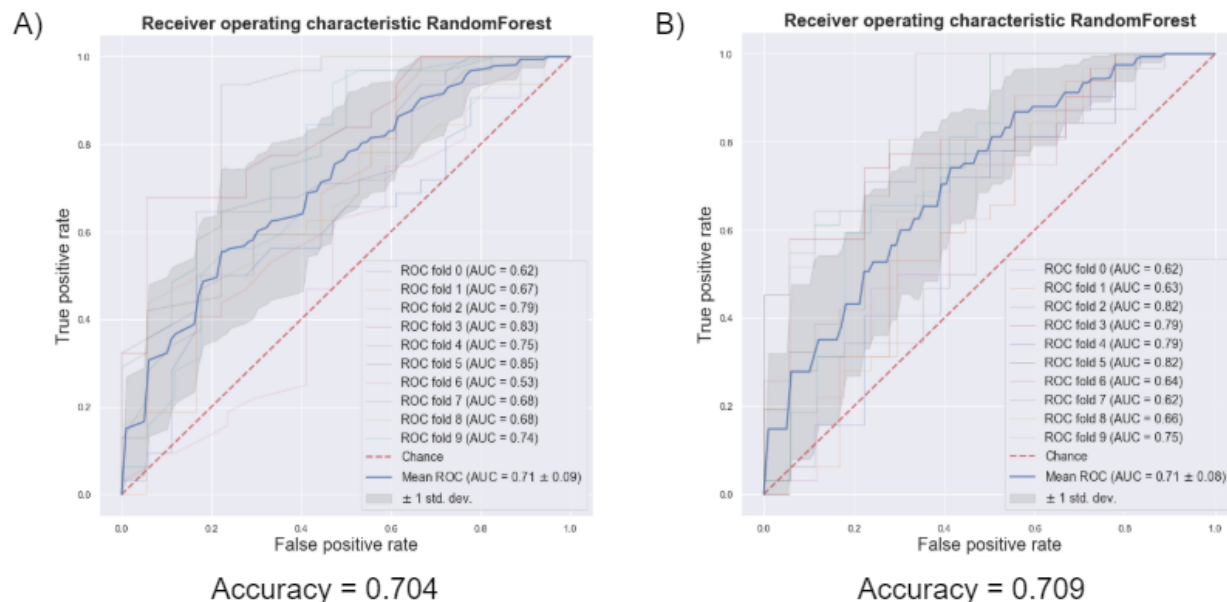 A)
Receiver operating characteristic RandomForest
1.0
0.8
0.6
0.4
0.2
0.0
True positive rate
ROC fold 0 (AUC = 0.62)
ROC fold 1 (AUC = 0.67)
ROC fold 2 (AUC = 0.79)
ROC fold 3 (AUC = 0.83)
ROC fold 4 (AUC = 0.75)
ROC fold 5 (AUC = 0.85)
ROC fold 6 (AUC = 0.53)
ROC fold 7 (AUC = 0.68)
ROC fold 8 (AUC = 0.68)
ROC fold 9 (AUC = 0.74)
Chance
Mean ROC (AUC = 0.71 ± 0.09)
± 1 std. dev.
0.0 0.2 0.4 0.6 0.8 1.0
False positive rate
Accuracy = 0.704
B)
Receiver operating characteristic RandomForest
1.0
0.8
0.6
0.4
0.2
0.0
True positive rate
ROC fold 0 (AUC = 0.62)
ROC fold 1 (AUC = 0.63)
ROC fold 2 (AUC = 0.82)
ROC fold 3 (AUC = 0.79)
ROC fold 4 (AUC = 0.79)
ROC fold 5 (AUC = 0.82)
ROC fold 6 (AUC = 0.64)
ROC fold 7 (AUC = 0.62)
ROC fold 8 (AUC = 0.66)
ROC fold 9 (AUC = 0.75)
Chance
Mean ROC (AUC = 0.71 ± 0.08)
± 1 std. dev.
0.0 0.2 0.4 0.6 0.8 1.0
False positive rate
Accuracy = 0.709